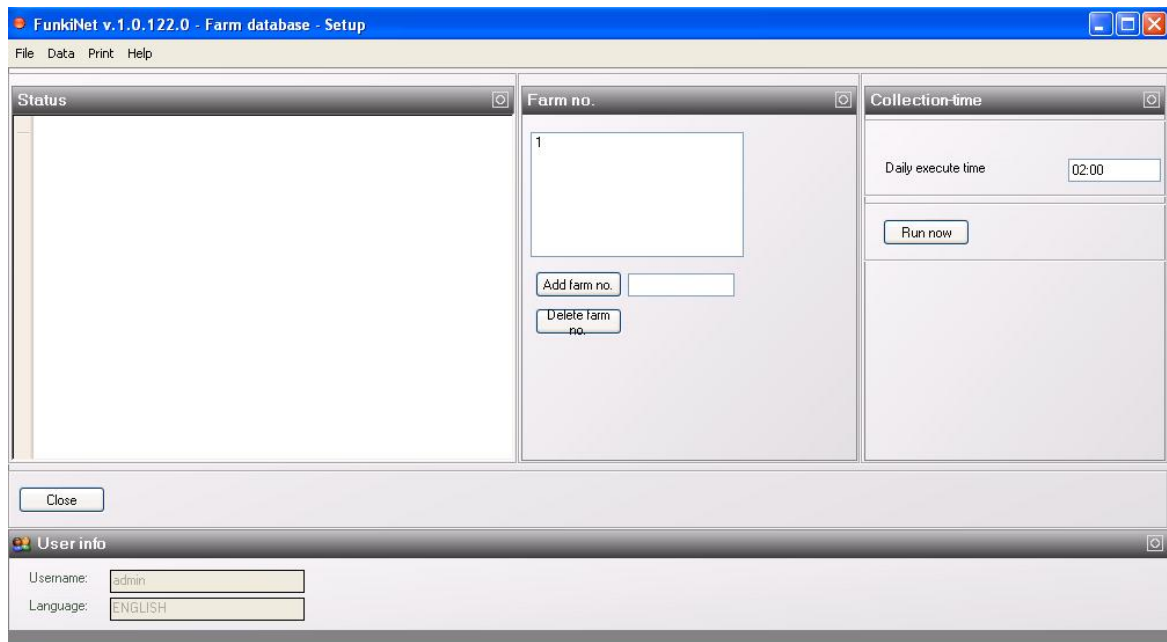 FunkiNet v.1.0.122.0 - Farm database - Setup
File Data Print Help
Status
Farm no.
Collection-time
1
Daily execute time 02:00
Run now
Add farm no.
Delete farm
no.
Close
User info
Username: admin
Language: ENGLISH